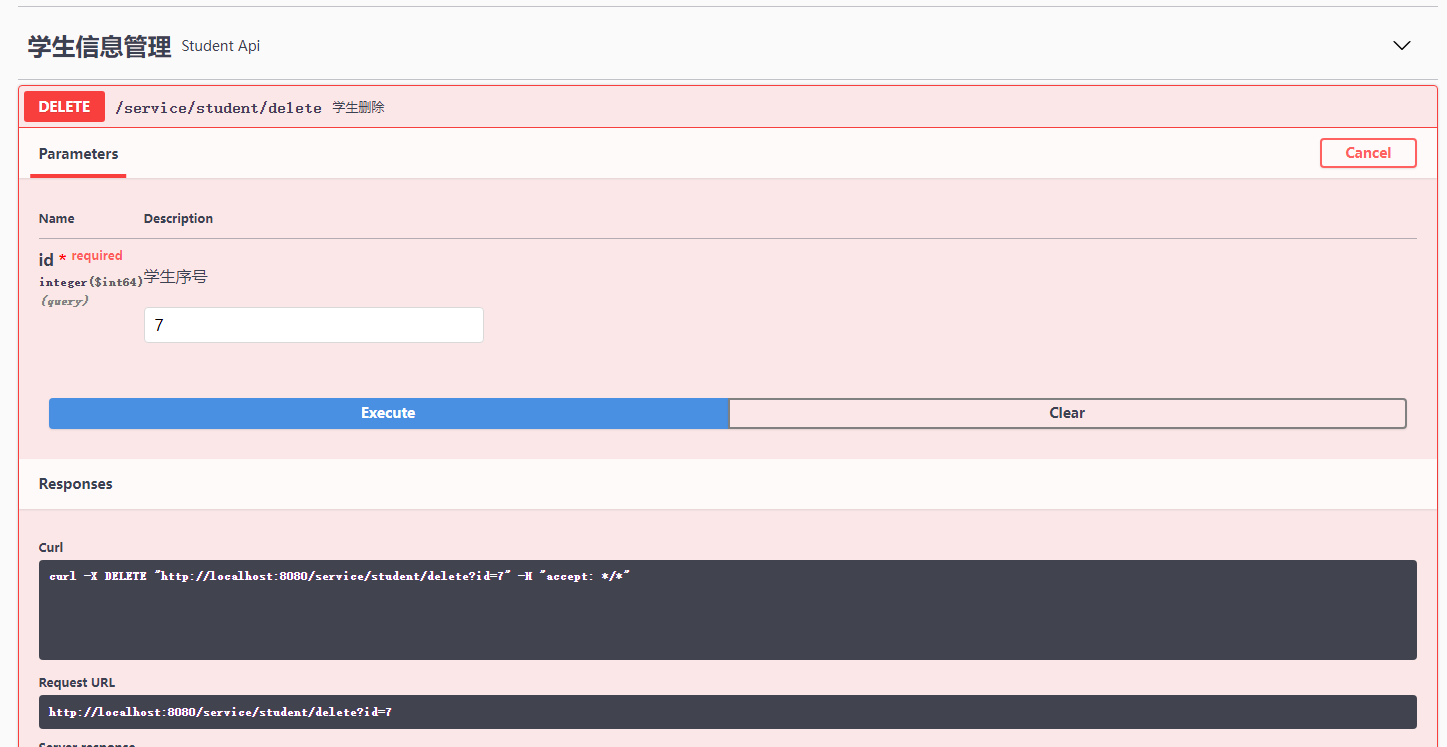 学生信息管理 Student Api
DELETE /service/student/delete 学生删除
Parameters Cancel
Name Description
id * required
integer($int64)
(query)
学生序号
7
Execute Clear
Responses
Curl
curl -X DELETE "http://localhost:8080/service/student/delete?id=7" -H "accept: */*"
Request URL
http://localhost:8080/service/student/delete?id=7
Server response